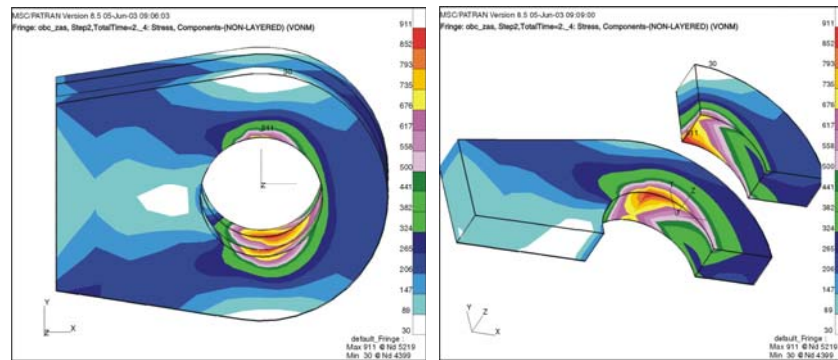 MSC/PATRAN Version 8.5 05-Jun-03 09:06:03
Fringe: obc_zas, Step2,TotalTime=2._4: Stress, Components-(NON-LAYERED) (VONM)
911
852
793
735
676
617
558
500
441
382
324
265
206
147
89
30
30
911
Z
Y
Z
X
default_Fringe :
Max 911 @Nd 5219
Min 30 @Nd 4399
MSC/PATRAN Version 8.5 05-Jun-03 09:09:00
Fringe: obc_zas, Step2,TotalTime=2._4: Stress, Components-(NON-LAYERED) (VONM)
911
852
793
736
676
617
558
500
441
382
324
265
206
147
89
30
30
911
Z
Y
Y
Z
X
default_Fringe :
Max 911 @Nd 5219
Min 30 @Nd 4399